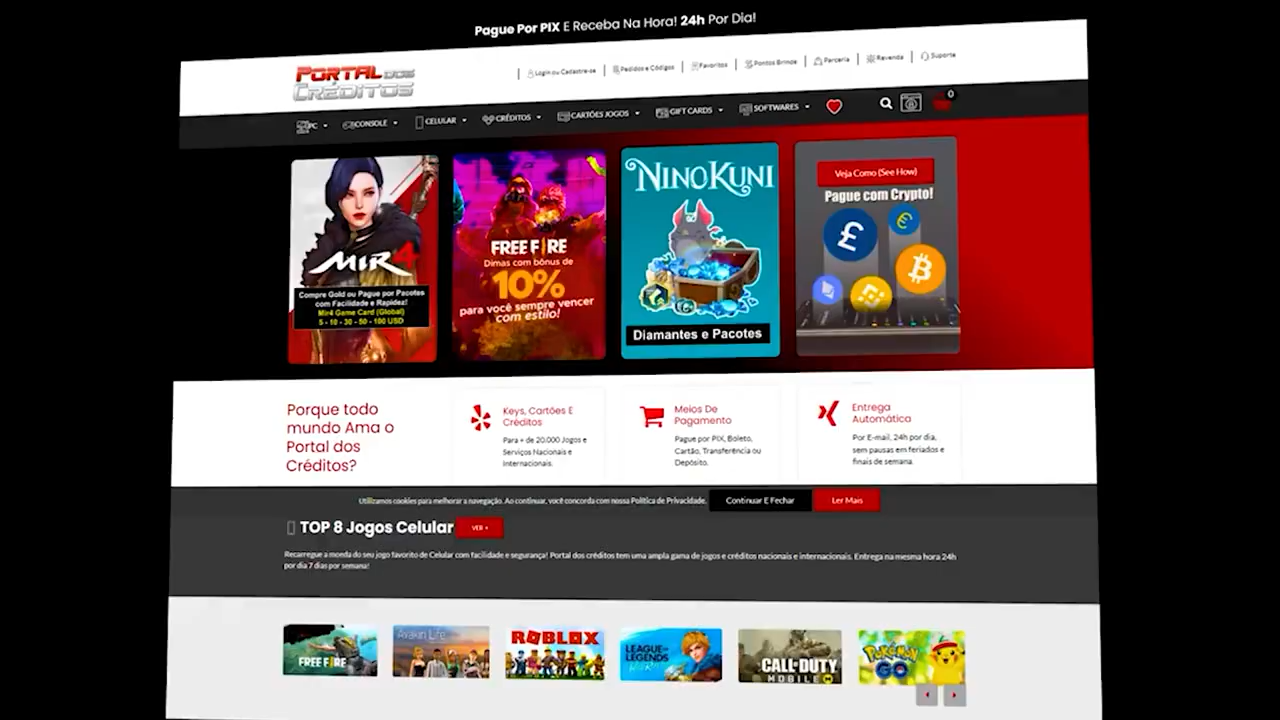 Pague Por PIX E Receba Na Hora! 24h Por Dia!
PORTAL DOS
CRÉDITOS
Login ou Cadastre-se
Pedidos e Códigos
Favoritos
Pontos Brinde
Parceria
Revenda
Suporte
PC
CONSOLE
CELULAR
CRÉDITOS
CARTÕES JOGOS
GIFT CARDS
SOFTWARES
0
MIR4
Compre Gold ou Pague por Pacotes
com Facilidade e Rapidez!
Mir4 Game Card (Global)
5 - 10 - 30 - 50 - 100 USD
FREE FIRE
Dimas com bônus de
10%
para você sempre vencer
com estilo!
NINOKUNI
Diamantes e Pacotes
Veja Como (See How)
Pague com Crypto!
Porque todo
mundo Ama o
Portal dos
Créditos?
Keys, Cartões E
Créditos
Para + de 20.000 Jogos e
Serviços Nacionais e
Internacionais.
Meios De
Pagamento
Pague por PIX, Boleto,
Cartão, Transferência ou
Depósito.
Entrega
Automática
Por E-mail, 24h por dia,
sem pausas em feriados e
finais de semana.
Utilizamos cookies para melhorar a navegação. Ao continuar, você concorda com nossa Política de Privacidade.
Continuar E Fechar
Ler Mais
TOP 8 Jogos Celular
VER +
Recarregue a moeda do seu jogo favorito de Celular com facilidade e segurança! Portal dos créditos tem uma ampla gama de jogos e créditos nacionais e internacionais. Entrega na mesma hora 24h
por dia 7 dias por semana!
FREE FIRE
Avakin Life
ROBLOX
LEAGUE OF
LEGENDS
CALL OF DUTY
MOBILE
POKÉMON
GO